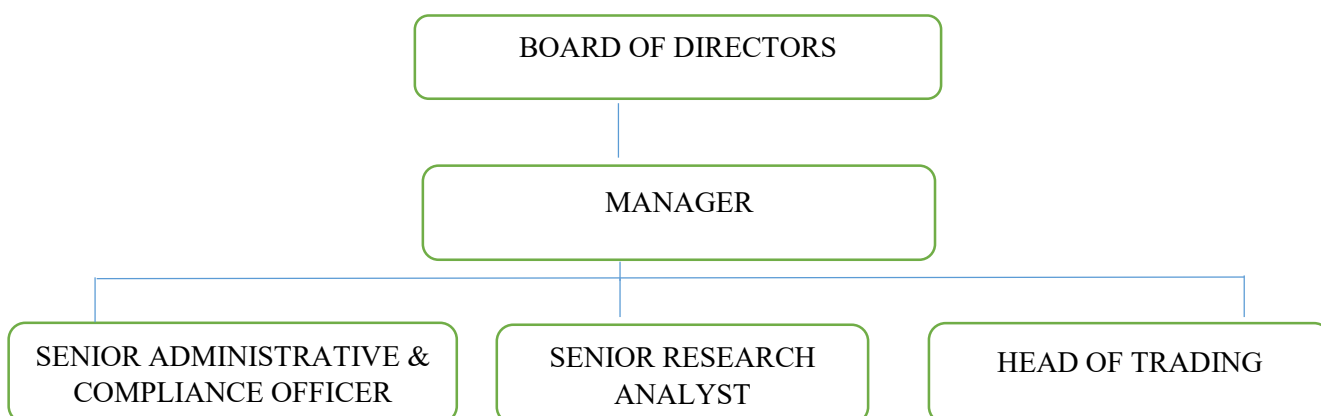 BOARD OF DIRECTORS
MANAGER
SENIOR ADMINISTRATIVE &
COMPLIANCE OFFICER
SENIOR RESEARCH
ANALYST
HEAD OF TRADING